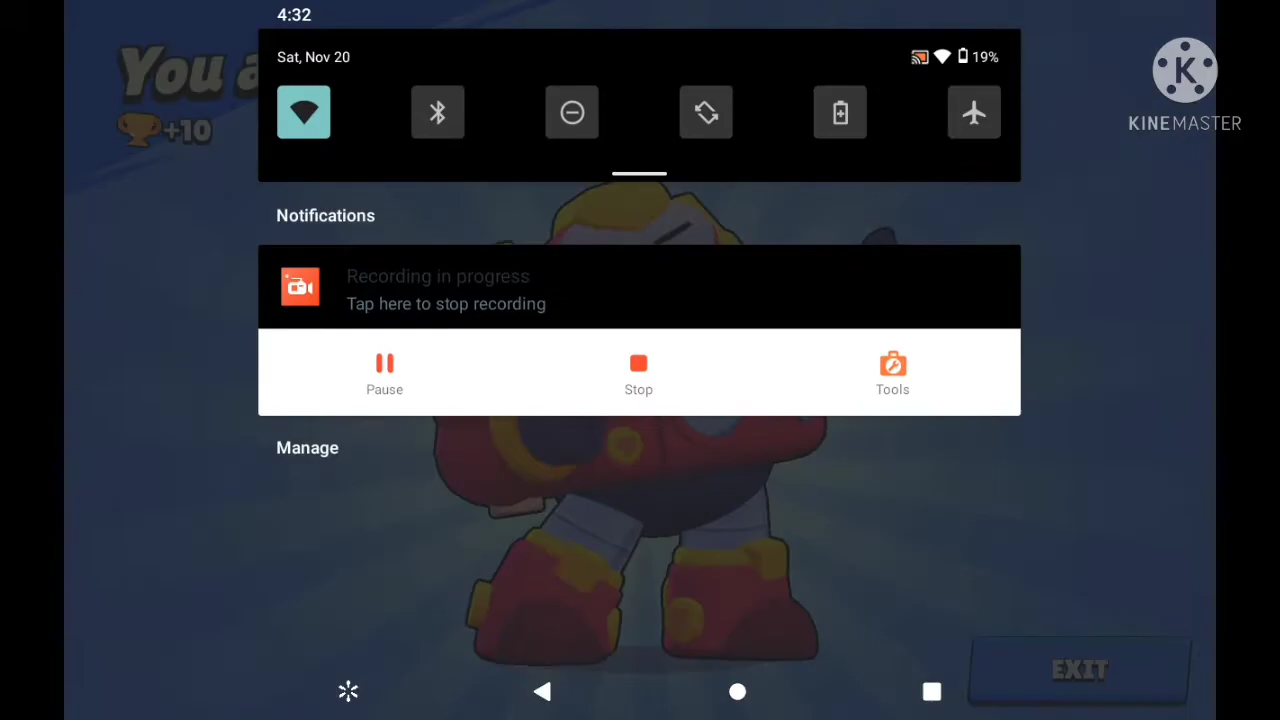 4:32
Sat, Nov 20
19%
You a
+10
K
KINEMASTER
Notifications
Recording in progress
Tap here to stop recording
Pause
Stop
Tools
Manage
EXIT